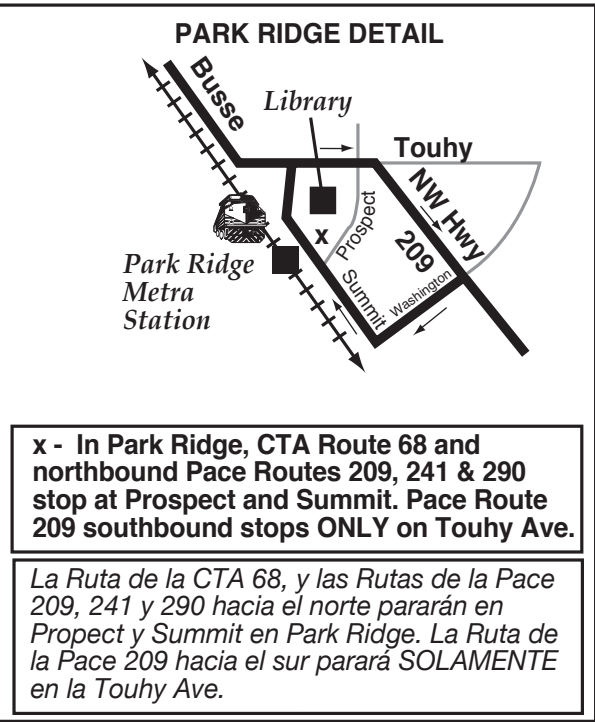 PARK RIDGE DETAIL
Busse
Library
Touhy
NW Hwy
Prospect
209
x
Park Ridge
Metra
Station
Summit
Washington
x - In Park Ridge, CTA Route 68 and
northbound Pace Routes 209, 241 & 290
stop at Prospect and Summit. Pace Route
209 southbound stops ONLY on Touhy Ave.
La Ruta de la CTA 68, y las Rutas de la Pace
209, 241 y 290 hacia el norte pararán en
Propect y Summit en Park Ridge. La Ruta de
la Pace 209 hacia el sur parará SOLAMENTE
en la Touhy Ave.